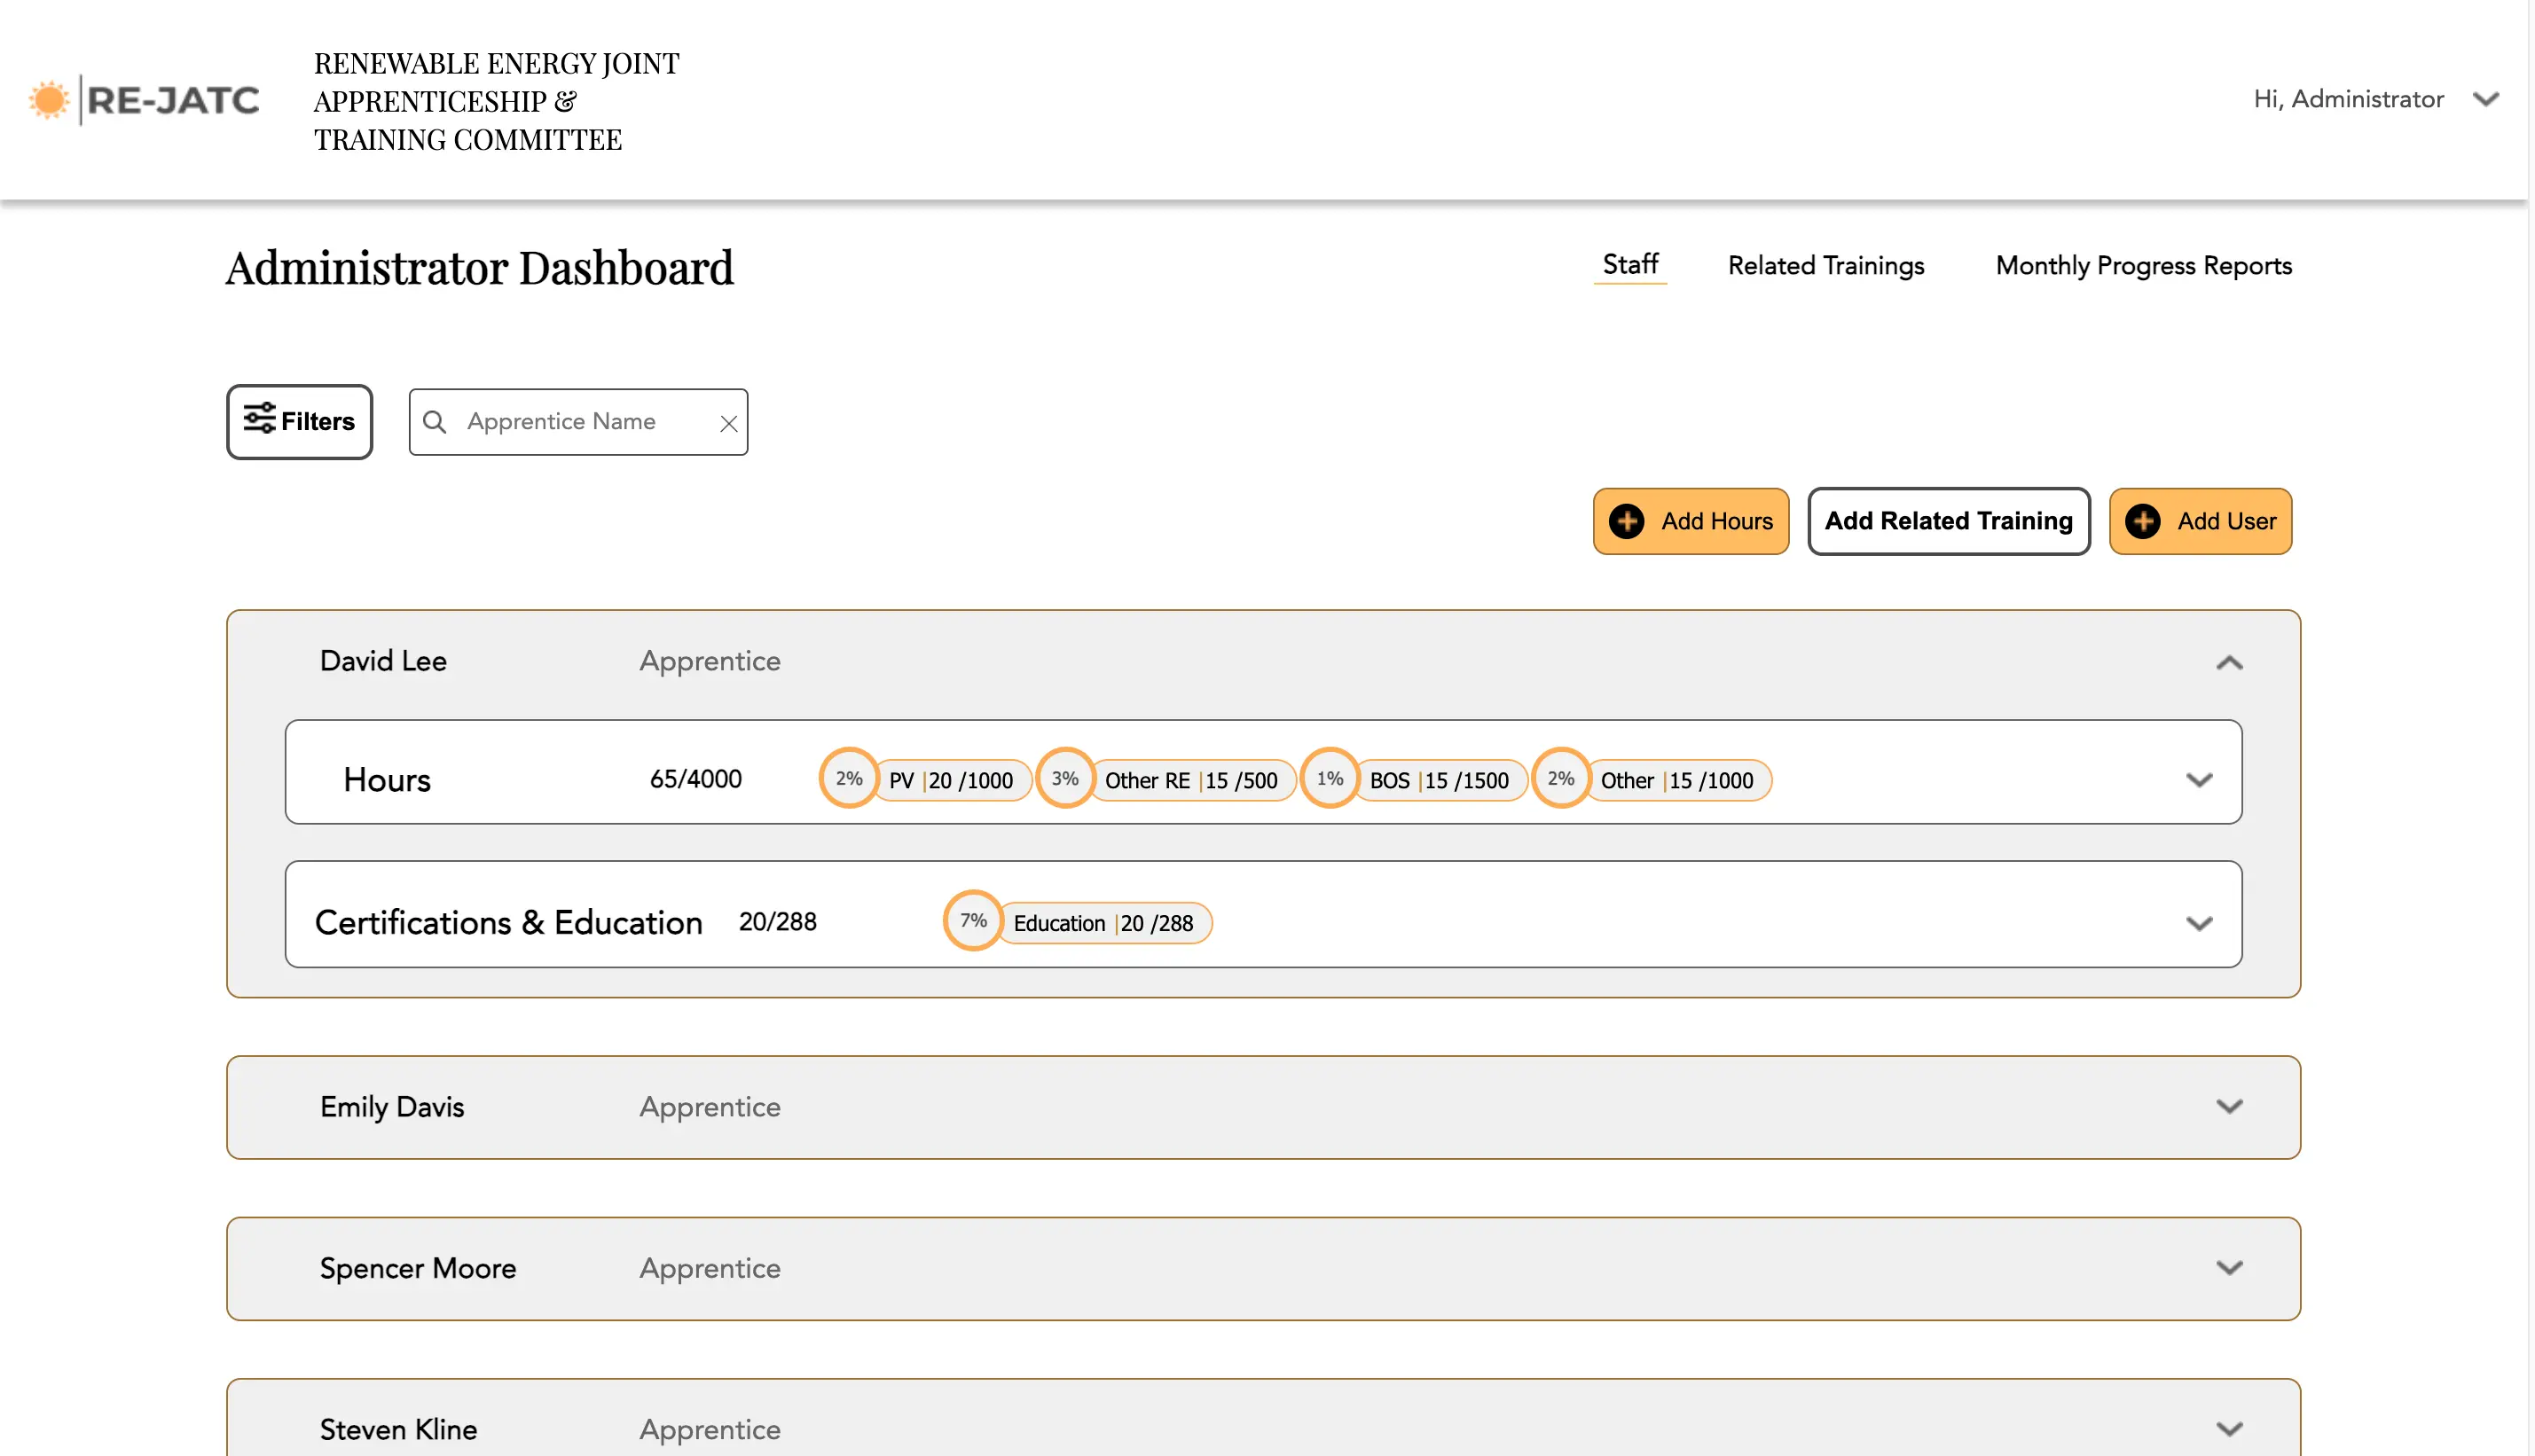 RE-JATC
RENEWABLE ENERGY JOINT
APPRENTICESHIP &
TRAINING COMMITTEE
Hi, Administrator
Administrator Dashboard
Staff
Related Trainings
Monthly Progress Reports
Filters
Apprentice Name
Add Hours
Add Related Training
Add User
David Lee
Apprentice
Hours
65/4000
2%
PV |20 /1000
3%
Other RE |15 /500
1%
BOS |15 /1500
2%
Other |15 /1000
Certifications & Education
20/288
7%
Education |20 /288
Emily Davis
Apprentice
Spencer Moore
Apprentice
Steven Kline
Apprentice